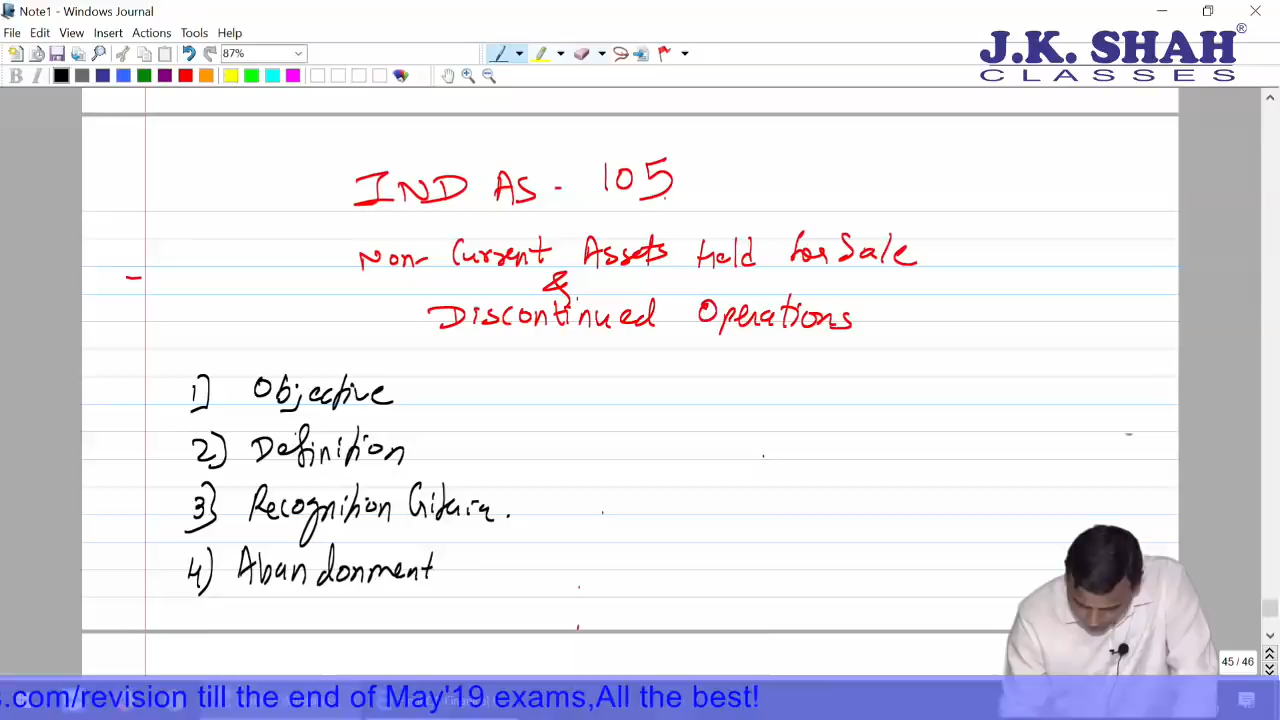 Note1 - Windows Journal
File Edit View Insert Actions Tools Help
87%
B I
J.K. SHAH®
CLASSES
IND AS - 105
Non-Current Assets Held for Sale
&
Discontinued Operations
1) Objective
2) Definition
3) Recognition Criteria.
4) Abandonment
45 / 46
s.com/revision till the end of May'19 exams,All the best!